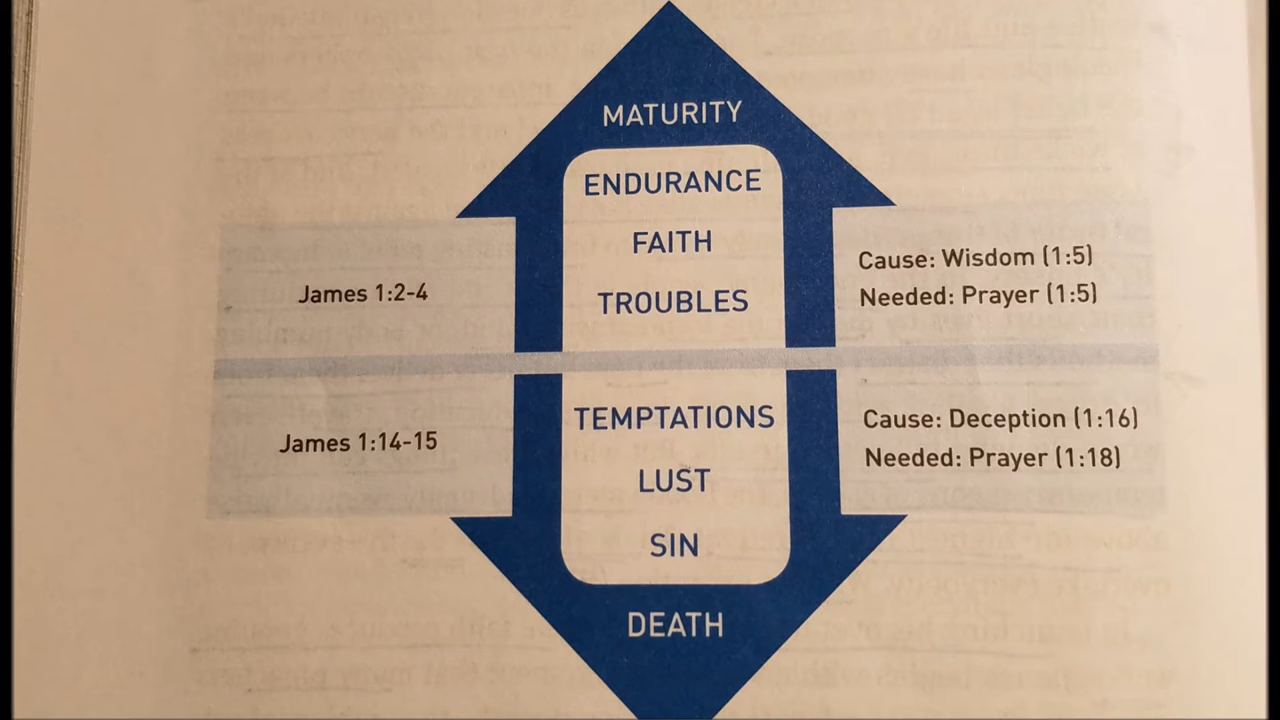 MATURITY
ENDURANCE
FAITH
TROUBLES
James 1:2-4
Cause: Wisdom (1:5)
Needed: Prayer (1:5)
TEMPTATIONS
LUST
SIN
James 1:14-15
Cause: Deception (1:16)
Needed: Prayer (1:18)
DEATH